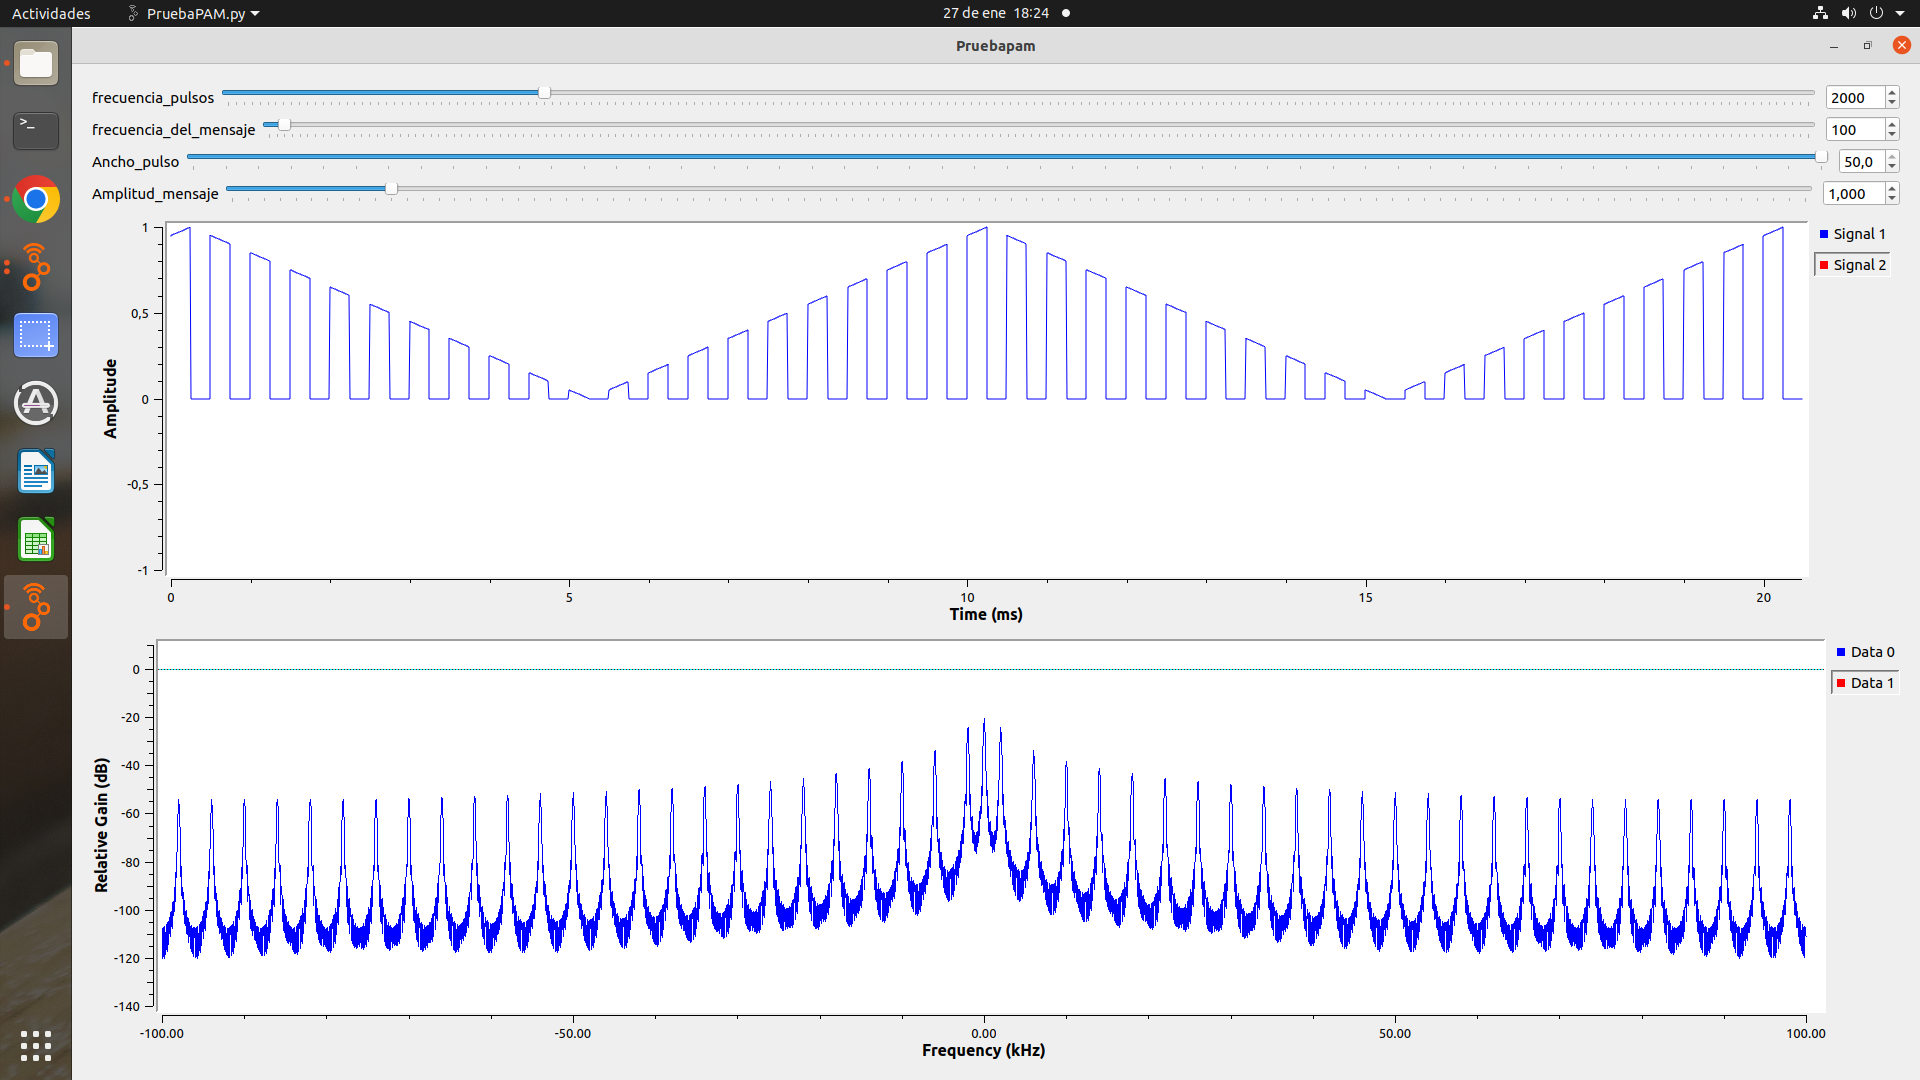 Actividades PruebaPAM.py 27 de ene 18:24
Pruebapam
frecuencia_pulsos 2000
frecuencia_del_mensaje 100
Ancho_pulso 50,0
Amplitud_mensaje 1,000
Signal 1
Signal 2
1
0,5
0
-0,5
-1
Amplitude
0 5 10 15 20
Time (ms)
Data 0
Data 1
0
-20
-40
-60
-80
-100
-120
-140
Relative Gain (dB)
-100.00 -50.00 0.00 50.00 100.00
Frequency (kHz)